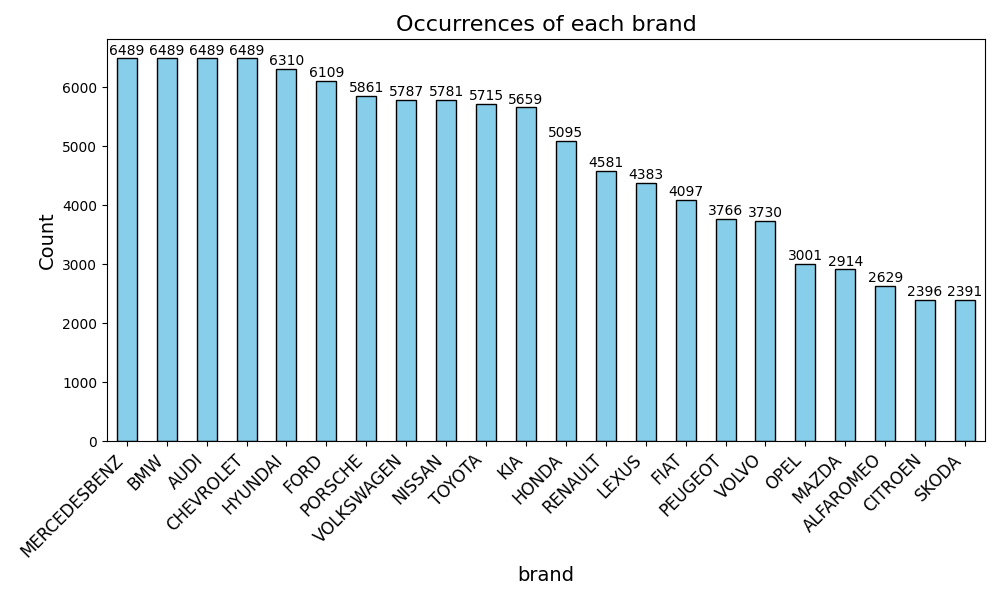 Occurrences of each brand
6489 6489 6489 6489 6310 6109 5861 5787 5781 5715 5659 5095 4581 4383 4097 3766 3730 3001 2914 2629 2396 2391
Count
6000
5000
4000
3000
2000
1000
0
MERCEDESBENZ BMW AUDI CHEVROLET HYUNDAI FORD PORSCHE VOLKSWAGEN NISSAN TOYOTA KIA HONDA RENAULT LEXUS FIAT PEUGEOT VOLVO OPEL MAZDA ALFAROMEO CITROEN SKODA
brand